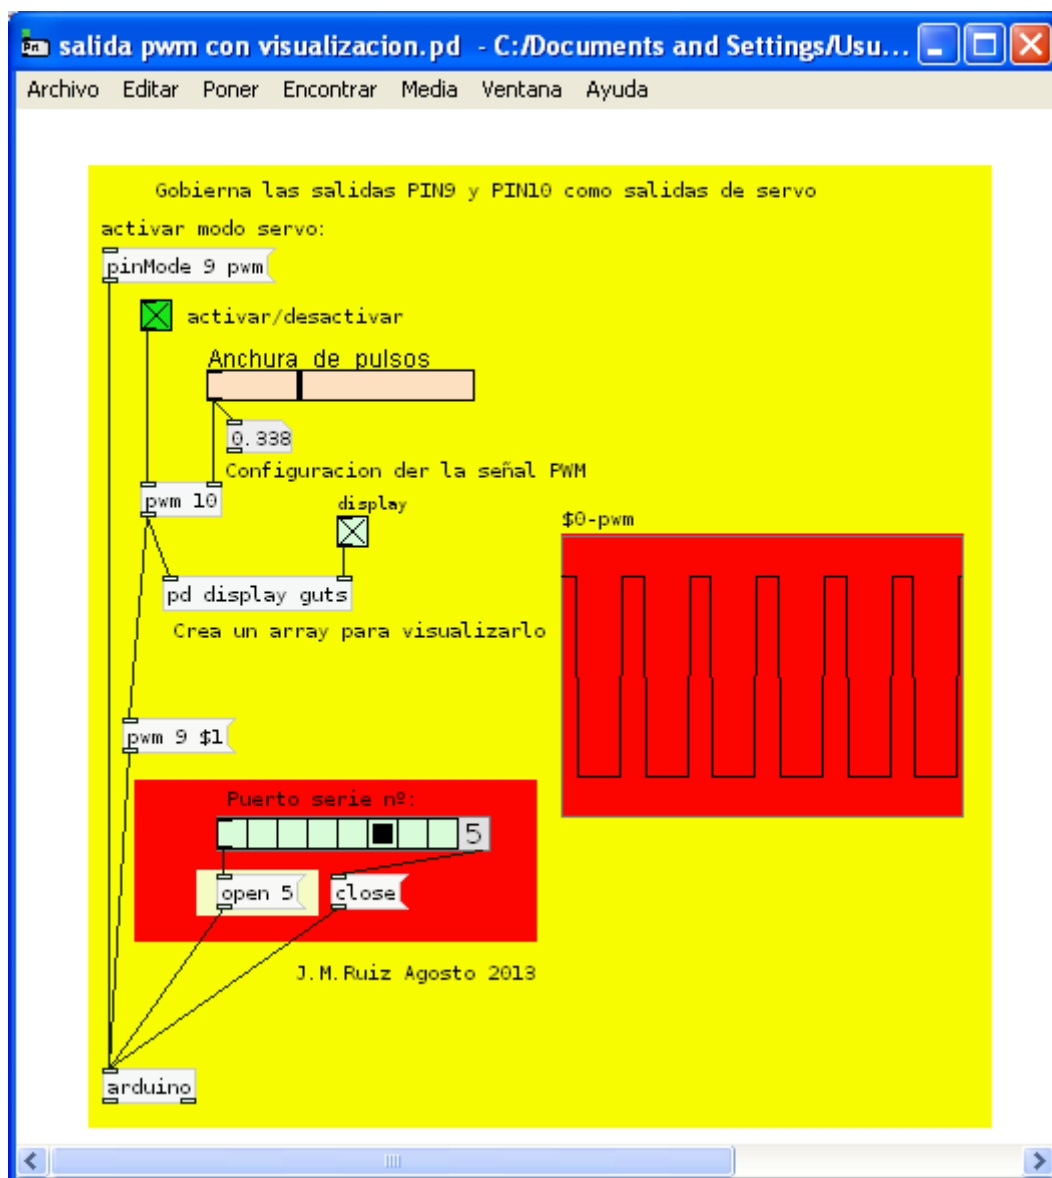 salida pwm con visualizacion.pd - C:/Documents and Settings/Usu...
Archivo Editar Poner Encontrar Media Ventana Ayuda
Gobierna las salidas PIN9 y PIN10 como salidas de servo
activar modo servo:
pinMode 9 pwm
activar/desactivar
Anchura de pulsos
0.338
Configuracion der la señal PWM
pwm 10
display
$0-pwm
pd display guts
Crea un array para visualizarlo
pwm 9 $1
Puerto serie nº:
5
open 5
close
J.M.Ruiz Agosto 2013
arduino